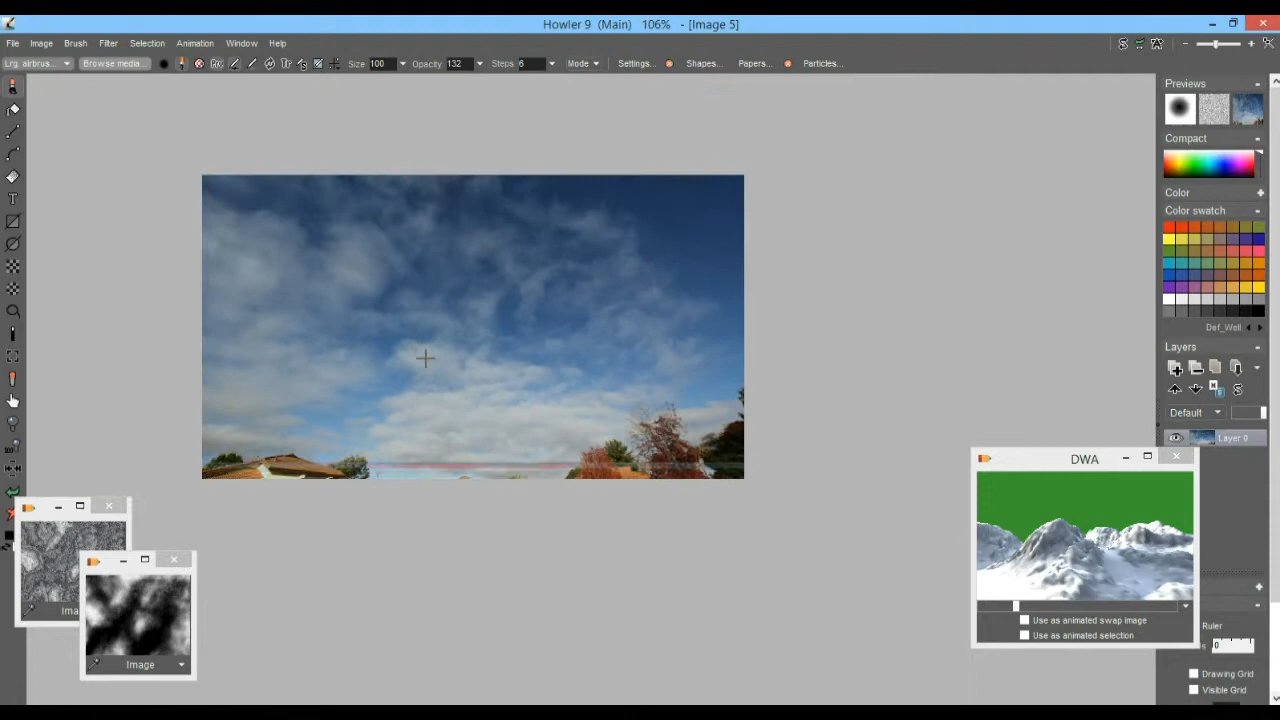 Howler 9 (Main) 106% - [Image 5]
File Image Brush Filter Selection Animation Window Help
Lrg. airbrus... Browse media... Size 100 Opacity 132 Steps 6 Mode Settings... Shapes... Papers... Particles...
Previews
Compact
Color
Color swatch
Def_Well
Layers
Default
Layer 0
DWA
Use as animated swap image
Use as animated selection
Ima
Image
Ruler
0
Drawing Grid
Visible Grid